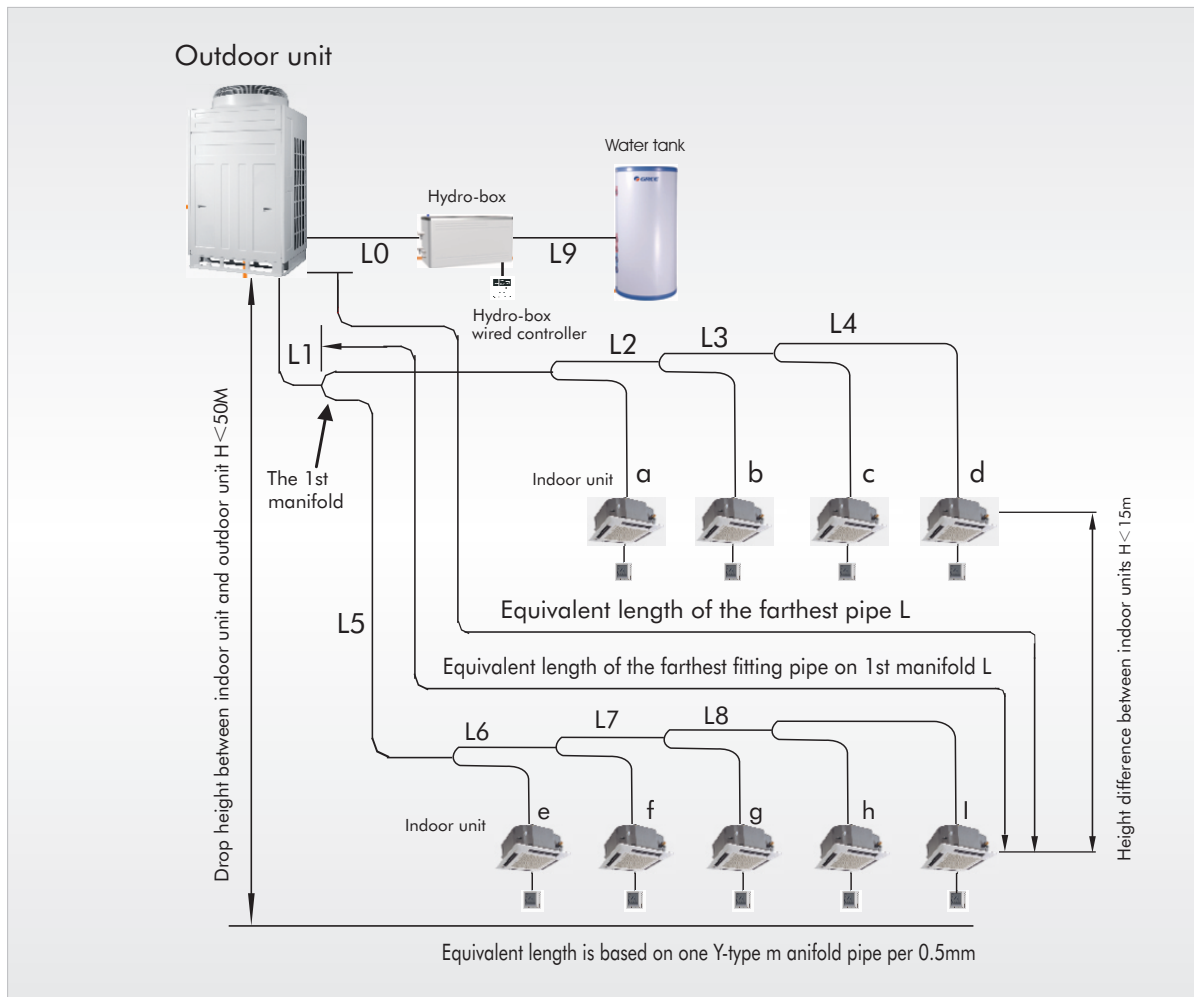 Outdoor unit
Water tank
GREE
Hydro-box
L0
L9
Hydro-box
wired controller
L1
L2
L3
L4
The 1st
manifold
Indoor unit
a
b
c
d
Drop height between indoor unit and outdoor unit H<50M
Height difference between indoor units H<15m
L5
Equivalent length of the farthest pipe L
Equivalent length of the farthest fitting pipe on 1st manifold L
L6
L7
L8
Indoor unit
e
f
g
h
I
Equivalent length is based on one Y-type m anifold pipe per 0.5mm